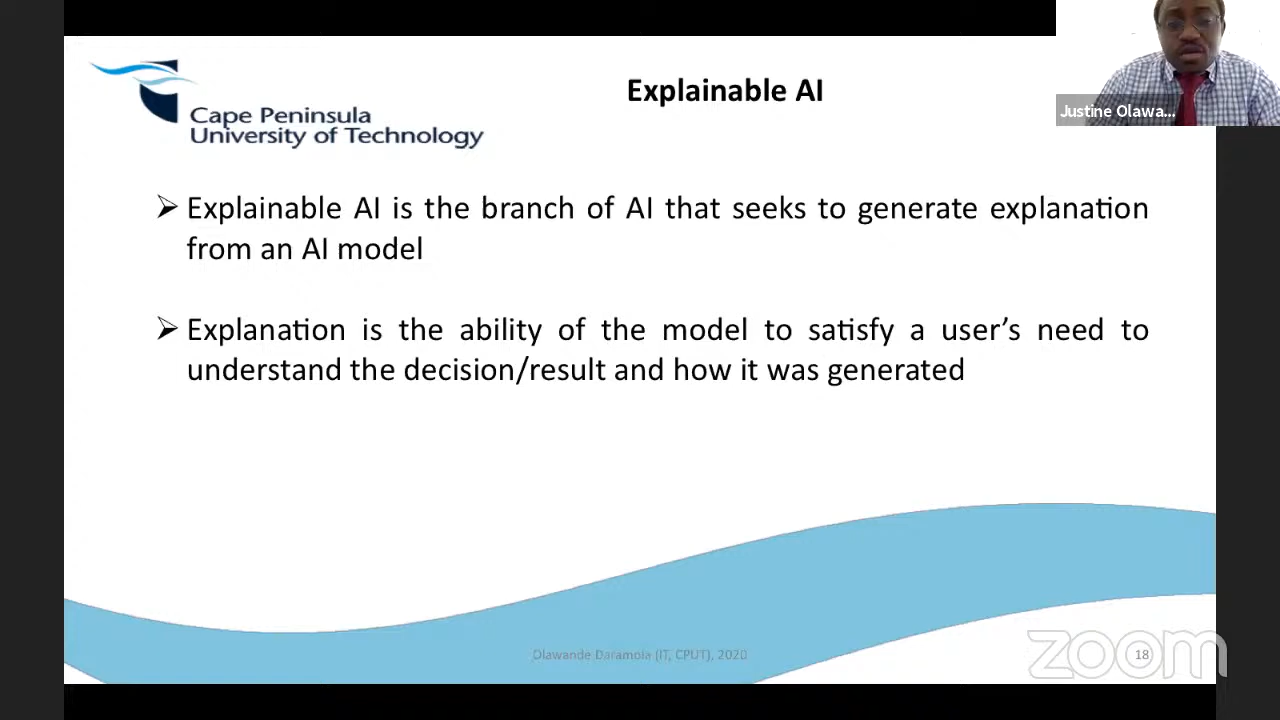 Explainable AI
Cape Peninsula
University of Technology
Justine Olawa...
➢ Explainable AI is the branch of AI that seeks to generate explanation
from an AI model
➢ Explanation is the ability of the model to satisfy a user’s need to
understand the decision/result and how it was generated
Olawande Daramola (IT, CPUT), 2020
18
zoom